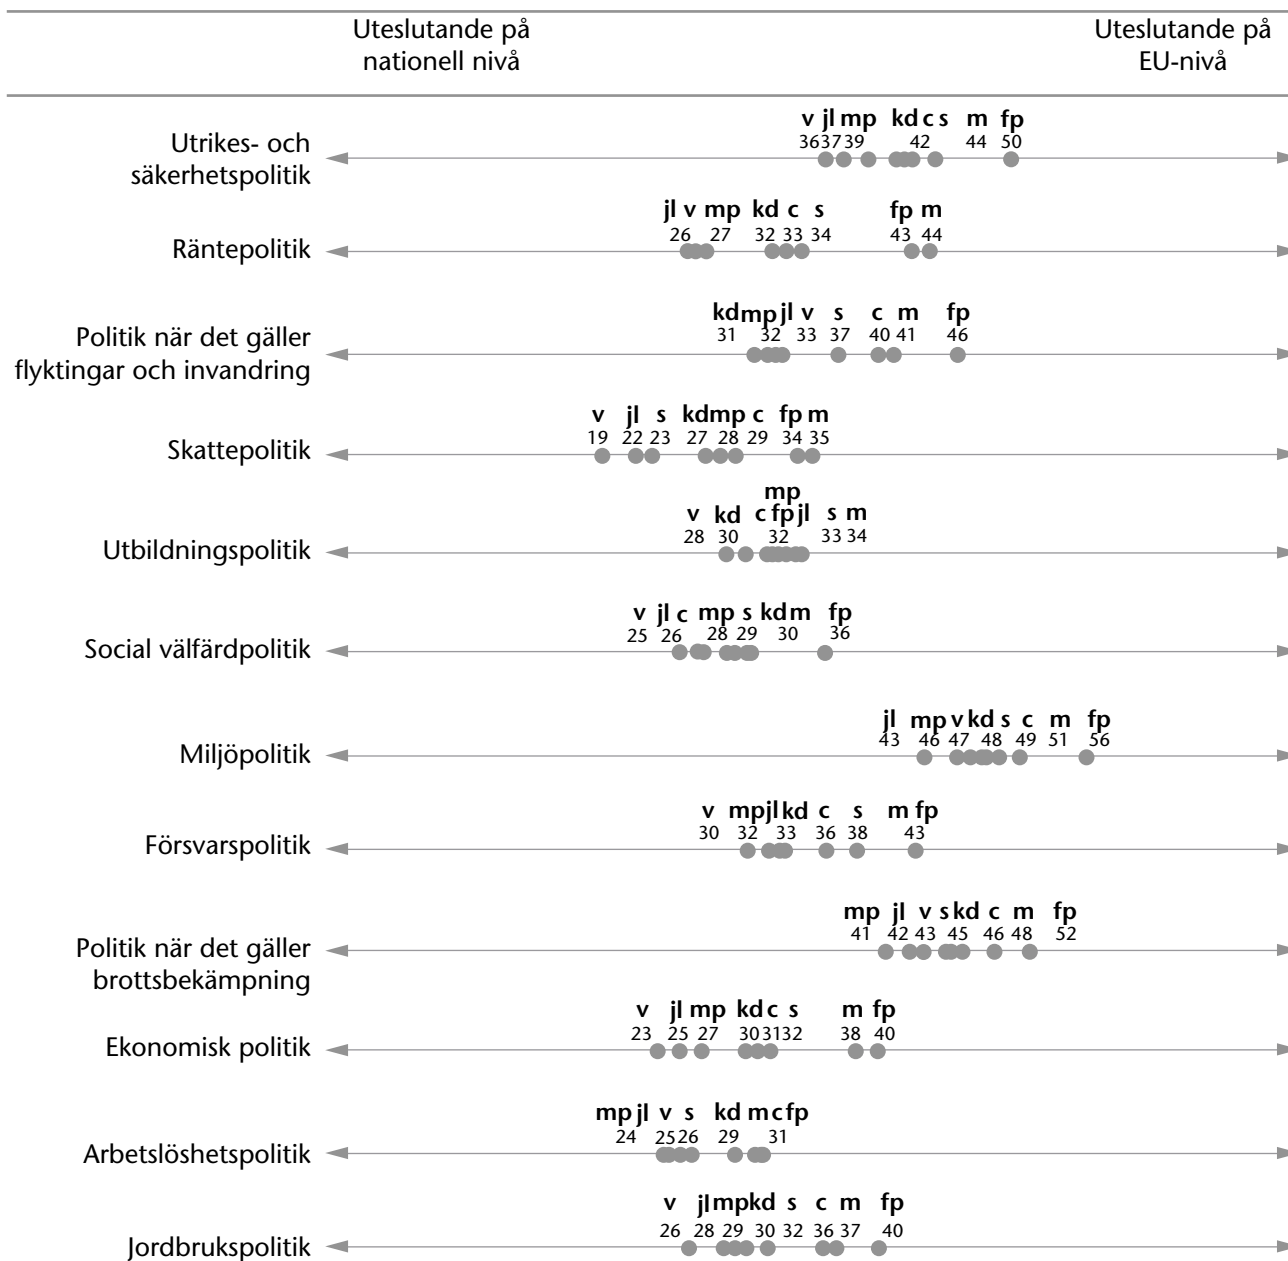 Uteslutande på Uteslutande på
nationell nivå EU-nivå
v jl mp kd c s m fp
36 37 39 42 44 50
Utrikes- och
säkerhetspolitik
jl v mp kd c s fp m
26 27 32 33 34 43 44
Räntepolitik
kd mp jl v s c m fp
31 32 33 37 40 41 46
Politik när det gäller
flyktingar och invandring
v jl s kd mp c fp m
19 22 23 27 28 29 34 35
Skattepolitik
mp
v kd c fp jl s m
28 30 32 33 34
Utbildningspolitik
v jl c mp s kd m fp
25 26 28 29 30 36
Social välfärdpolitik
jl mp v kd s c m fp
43 46 47 48 49 51 56
Miljöpolitik
v mp jl kd c s m fp
30 32 33 36 38 43
Försvarspolitik
mp jl v s kd c m fp
41 42 43 45 46 48 52
Politik när det gäller
brottsbekämpning
v jl mp kd c s m fp
23 25 27 30 31 32 38 40
Ekonomisk politik
mp jl v s kd m c fp
24 25 26 29 31
Arbetslöshetspolitik
v jl mp kd s c m fp
26 28 29 30 32 36 37 40
Jordbrukspolitik